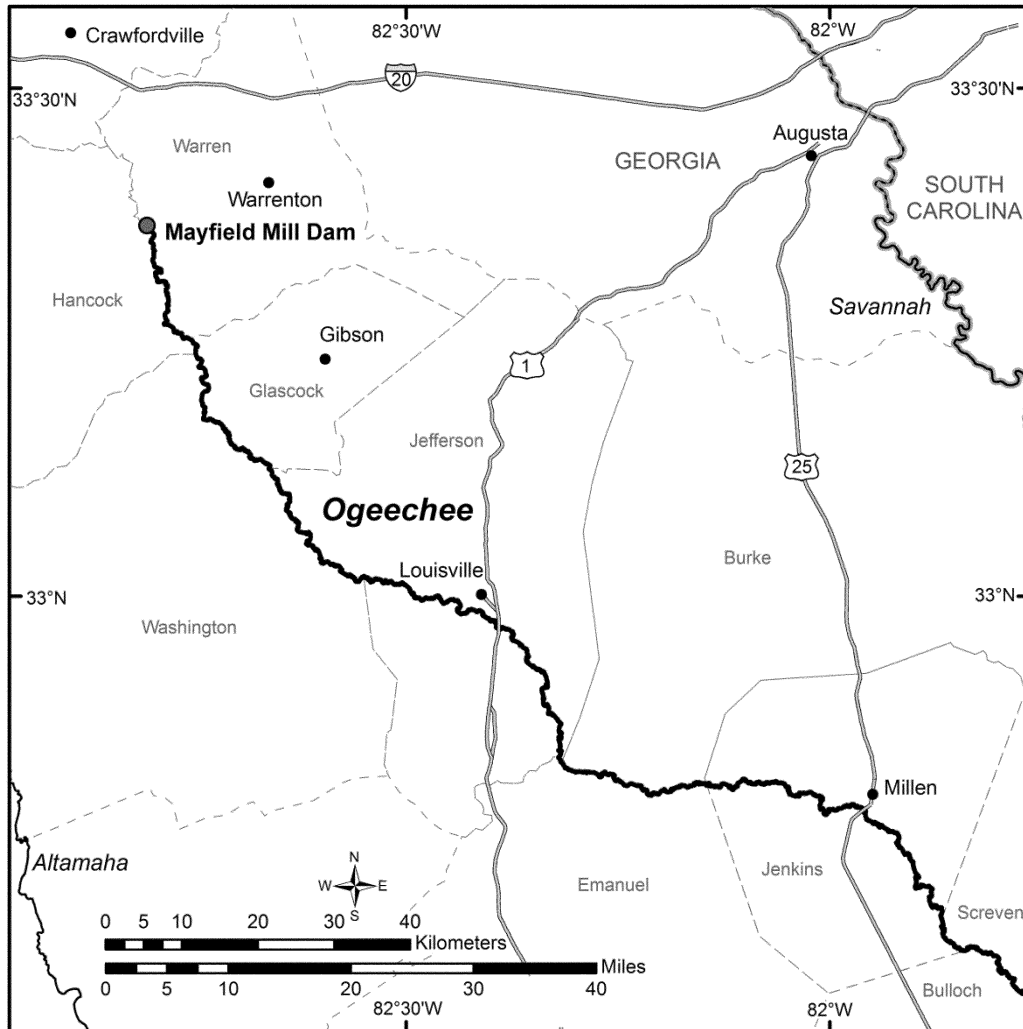 82°30'W
82°W
Crawfordville
20
33°30'N
33°30'N
Augusta
Warren
GEORGIA
Warrenton
SOUTH
CAROLINA
Mayfield Mill Dam
Hancock
Savannah
Gibson
1
Glascock
Jefferson
25
Ogeechee
Burke
Louisville
33°N
33°N
Washington
Millen
Altamaha
N
W
E
S
Jenkins
Emanuel
Screven
0 5 10 20 30 40
Kilometers
Miles
0 5 10 20 30 40
Bulloch
82°30'W
82°W